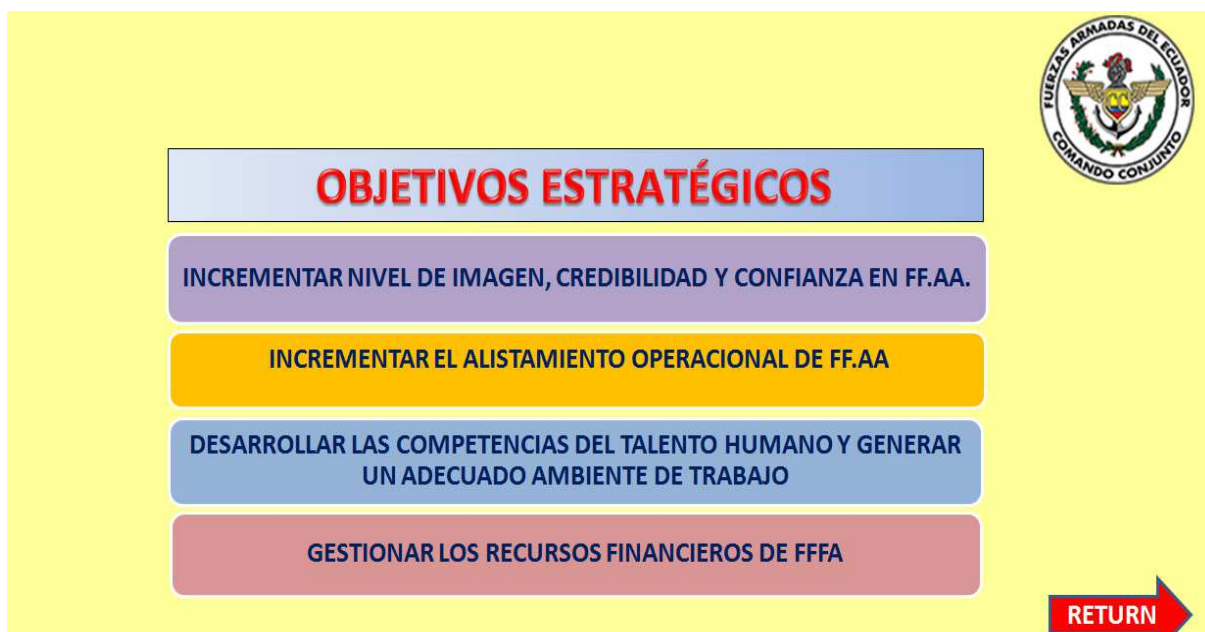 FUERZAS ARMADAS DEL ECUADOR
COMANDO CONJUNTO
OBJETIVOS ESTRATÉGICOS
INCREMENTAR NIVEL DE IMAGEN, CREDIBILIDAD Y CONFIANZA EN FF.AA.
INCREMENTAR EL ALISTAMIENTO OPERACIONAL DE FF.AA
DESARROLLAR LAS COMPETENCIAS DEL TALENTO HUMANO Y GENERAR
UN ADECUADO AMBIENTE DE TRABAJO
GESTIONAR LOS RECURSOS FINANCIEROS DE FFFA
RETURN